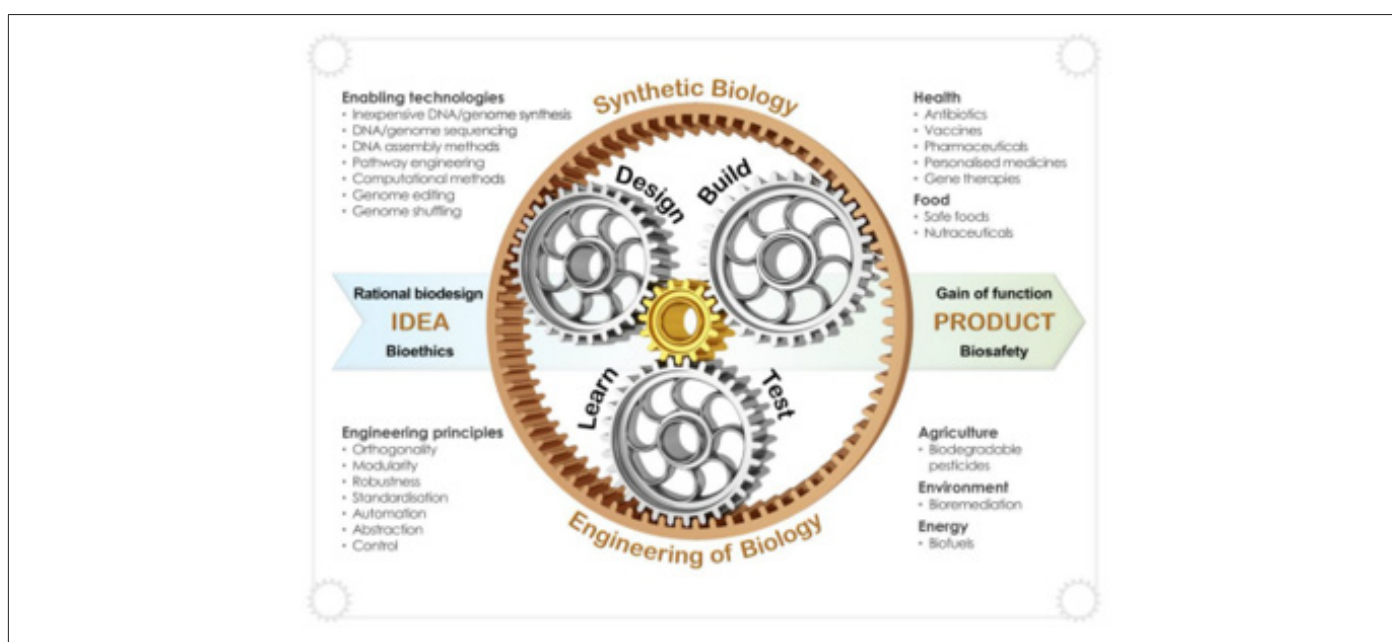 Synthetic Biology
Enabling technologies
• Inexpensive DNA/genome synthesis
• DNA/genome sequencing
• DNA assembly methods
• Pathway engineering
• Computational methods
• Genome editing
• Genome shuffling
Design
Build
Health
• Antibiotics
• Vaccines
• Pharmaceuticals
• Personalised medicines
• Gene therapies
Food
• Safe foods
• Nutraceuticals
Rational biodesign
IDEA
Bioethics
Gain of function
PRODUCT
Biosafety
Learn
Test
Engineering principles
• Orthogonality
• Modularity
• Robustness
• Standardisation
• Automation
• Abstraction
• Control
Agriculture
• Biodegradable
pesticides
Environment
• Bioremediation
Energy
• Biofuels
Engineering of Biology